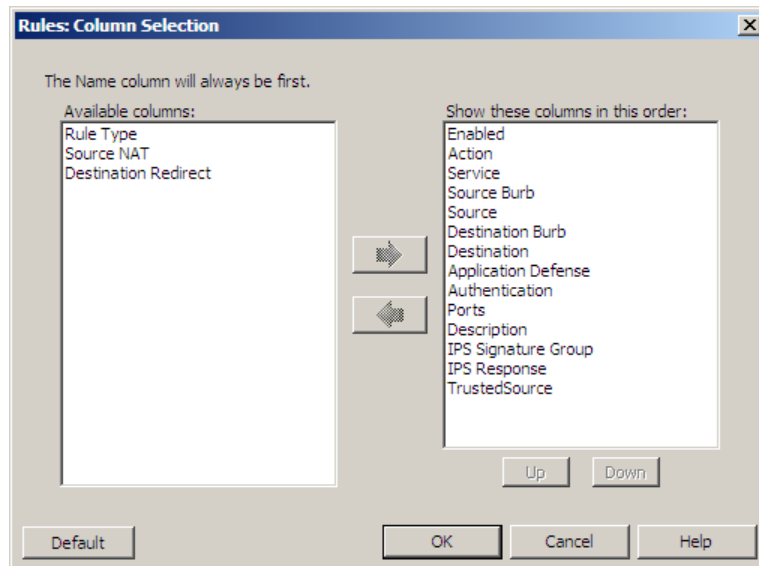 Rules: Column Selection
The Name column will always be first.
Available columns:
Rule Type
Source NAT
Destination Redirect
Show these columns in this order:
Enabled
Action
Service
Source Burb
Source
Destination Burb
Destination
Application Defense
Authentication
Ports
Description
IPS Signature Group
IPS Response
TrustedSource
Up
Down
Default
OK
Cancel
Help